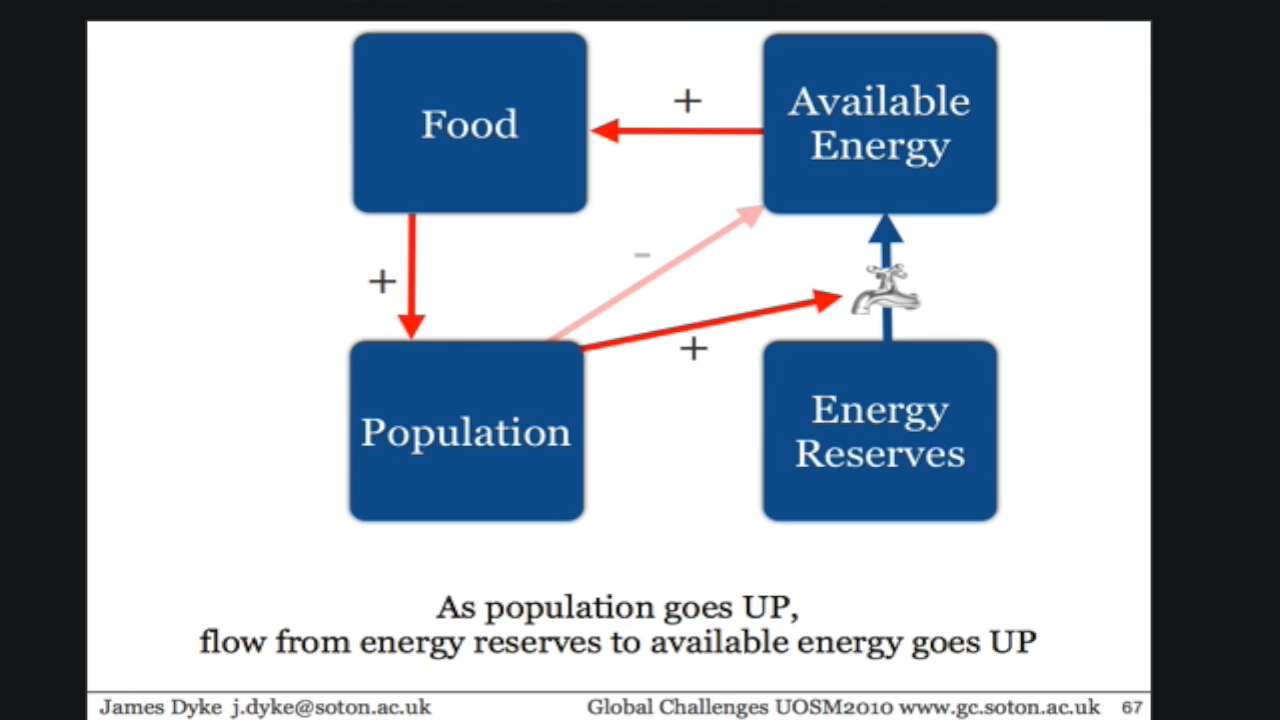 Food
+
Available
Energy
-
+
+
Population
Energy
Reserves
As population goes UP,
flow from energy reserves to available energy goes UP
James Dyke j.dyke@soton.ac.uk
Global Challenges UOSM2010 www.gc.soton.ac.uk 67